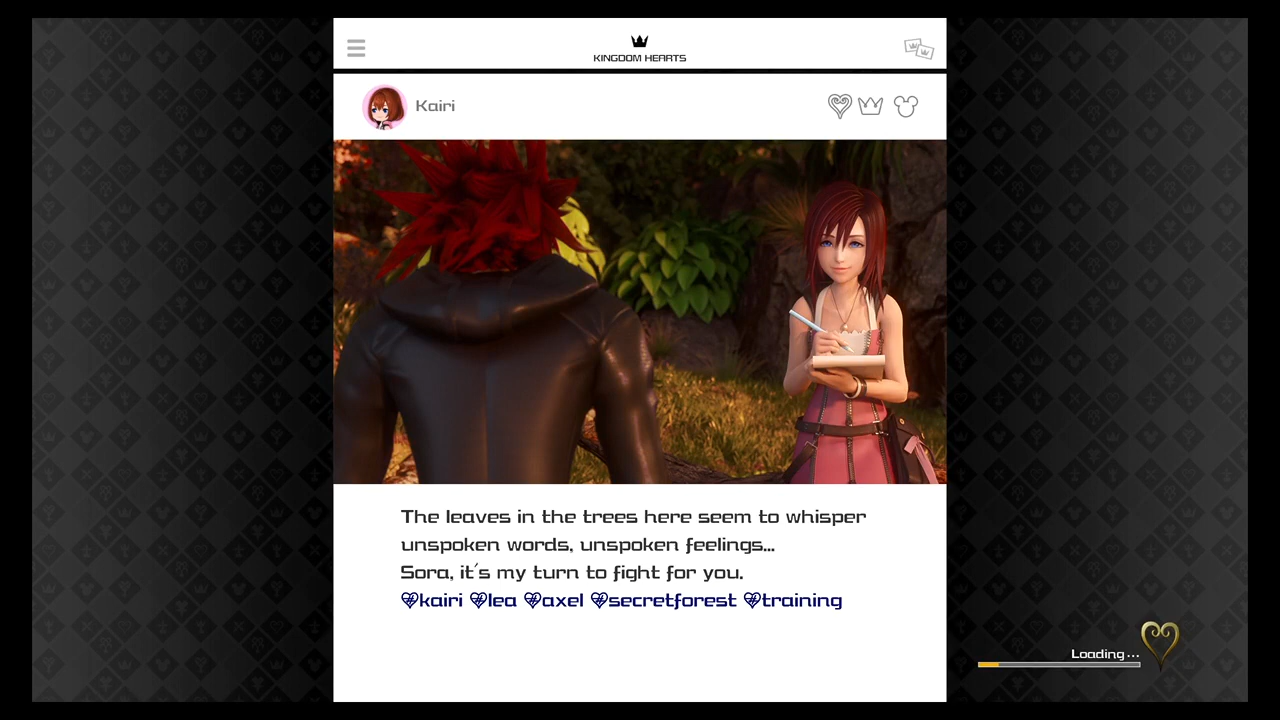 KINGDOM HEARTS
Kairi
The leaves in the trees here seem to whisper
unspoken words, unspoken feelings...
Sora, it's my turn to fight for you.
#kairi #lea #axel #secretforest #training
Loading...